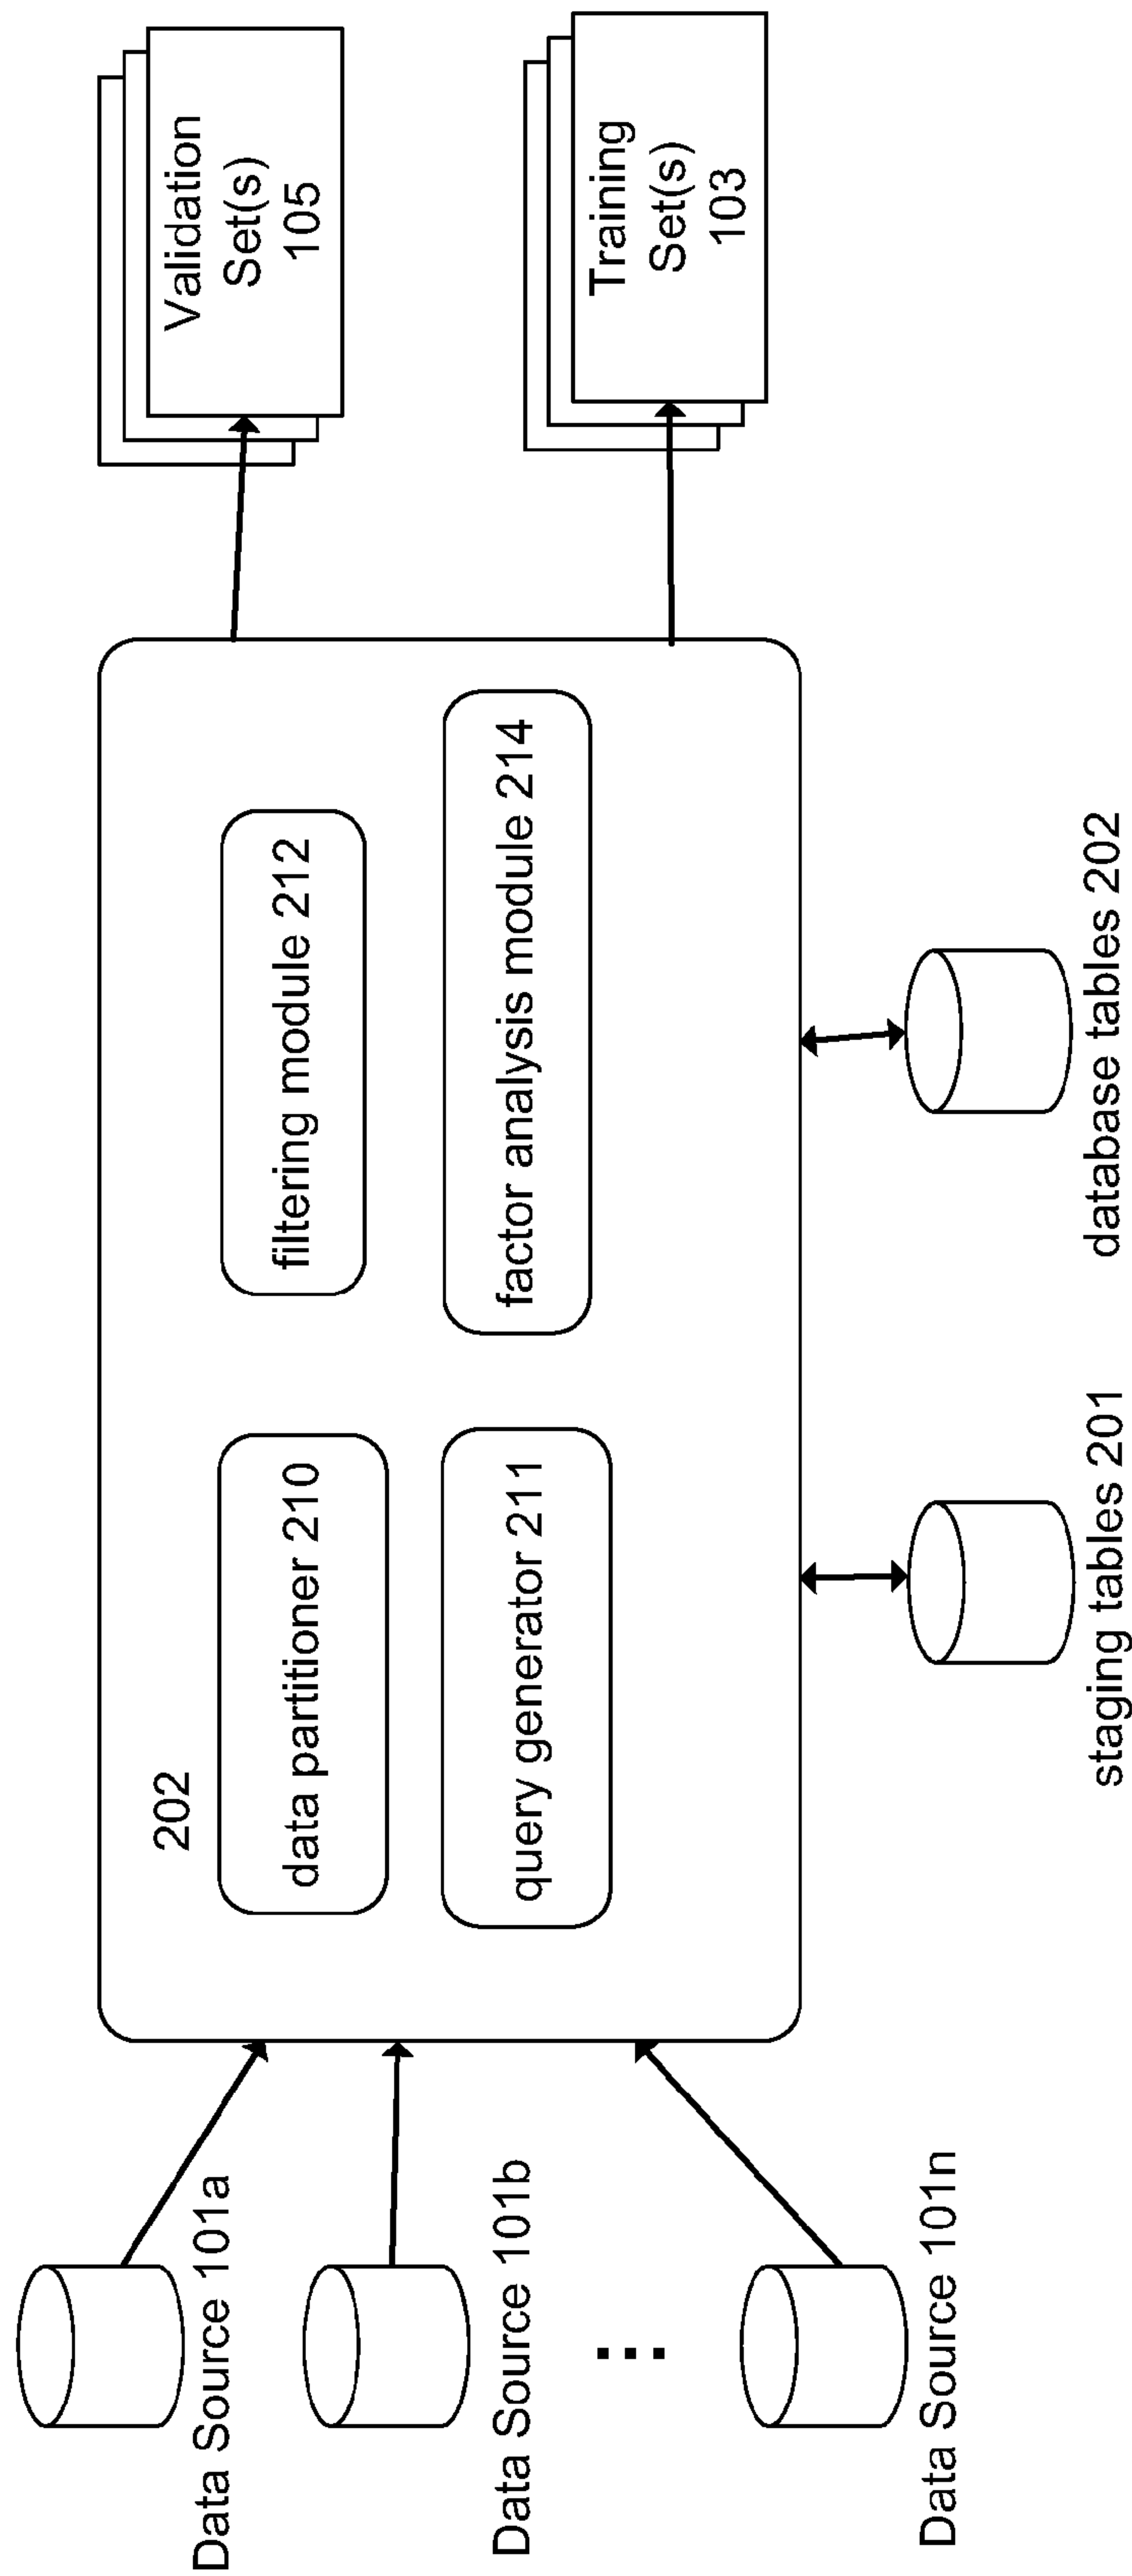 Data Source 101a
Data Source 101b
...
Data Source 101n
202
data partitioner 210
query generator 211
filtering module 212
factor analysis module 214
staging tables 201
database tables 202
Validation
Set(s)
105
Training
Set(s)
103